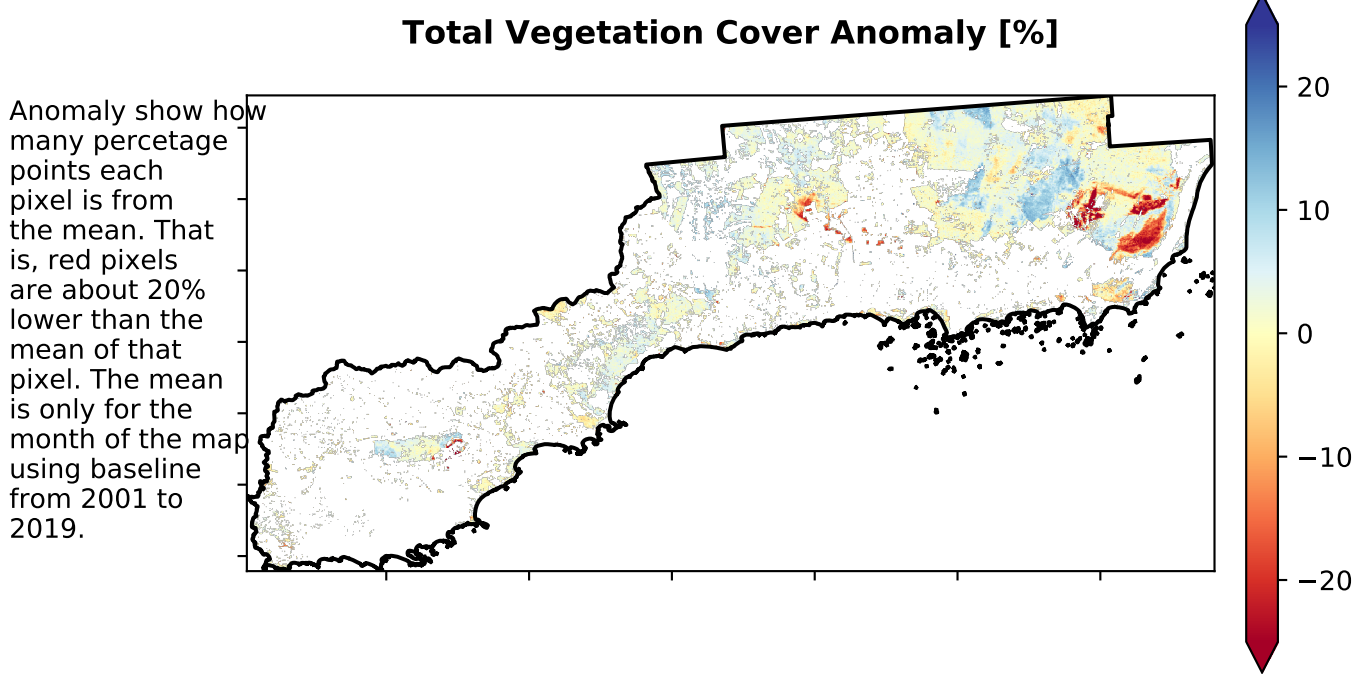 Total Vegetation Cover Anomaly [%]
Anomaly show how
many percetage
points each
pixel is from
the mean. That
is, red pixels
are about 20%
lower than the
mean of that
pixel. The mean
is only for the
month of the map
using baseline
from 2001 to
2019.
20
10
0
−10
−20